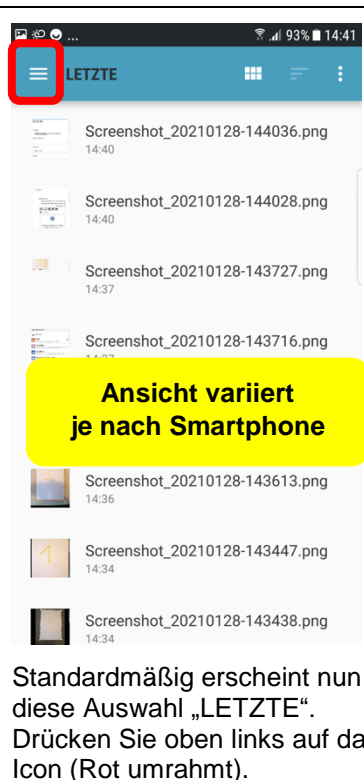 ... 93% 14:41
LETZTE
Screenshot_20210128-144036.png
14:40
Screenshot_20210128-144028.png
14:40
Screenshot_20210128-143727.png
14:37
Screenshot_20210128-143716.png
Ansicht variiert
je nach Smartphone
Screenshot_20210128-143613.png
14:36
Screenshot_20210128-143447.png
14:34
Screenshot_20210128-143438.png
14:34
Standardmäßig erscheint nun
diese Auswahl „LETZTE“.
Drücken Sie oben links auf da
Icon (Rot umrahmt).